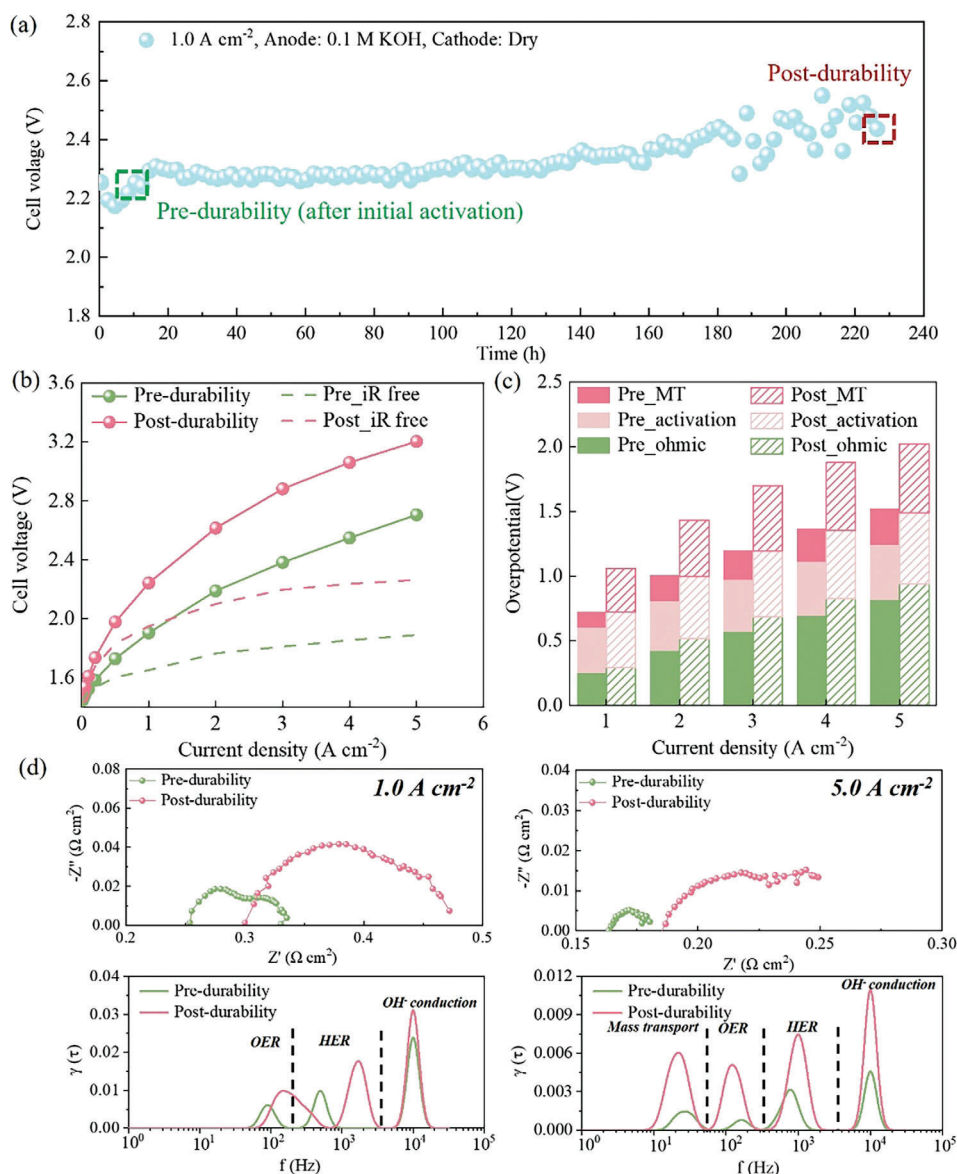 (a)
2.8
2.6
2.4
2.2
2.0
1.8
Cell volage (V)
1.0 A cm-2, Anode: 0.1 M KOH, Cathode: Dry
Post-durability
Pre-durability (after initial activation)
0 20 40 60 80 100 120 140 160 180 200 220 240
Time (h)
(b)
3.6
3.2
2.8
2.4
2.0
1.6
Cell voltage (V)
Pre-durability
Post-durability
Pre_iR free
Post_iR free
0 1 2 3 4 5 6
Current density (A cm-2)
(c)
2.5
2.0
1.5
1.0
0.5
0.0
Overpotential(V)
Pre_MT
Pre_activation
Pre_ohmic
Post_MT
Post_activation
Post_ohmic
1 2 3 4 5
Current density (A cm-2)
(d)
0.08
0.06
0.04
0.02
0.00
-Z'' (Ω cm2)
Pre-durability
Post-durability
1.0 A cm-2
0.2 0.3 0.4 0.5
Z' (Ω cm2)
0.04
0.03
0.02
0.01
0.00
-Z'' (Ω cm2)
Pre-durability
Post-durability
5.0 A cm-2
0.15 0.20 0.25 0.30
Z' (Ω cm2)
0.04
0.03
0.02
0.01
0.00
γ (τ)
Pre-durability
Post-durability
OER
HER
OH- conduction
10⁰ 10¹ 10² 10³ 10⁴ 10⁵
f (Hz)
0.012
0.009
0.006
0.003
0.000
γ (τ)
Pre-durability
Post-durability
Mass transport
OER
HER
OH- conduction
10⁰ 10¹ 10² 10³ 10⁴ 10⁵
f (Hz)